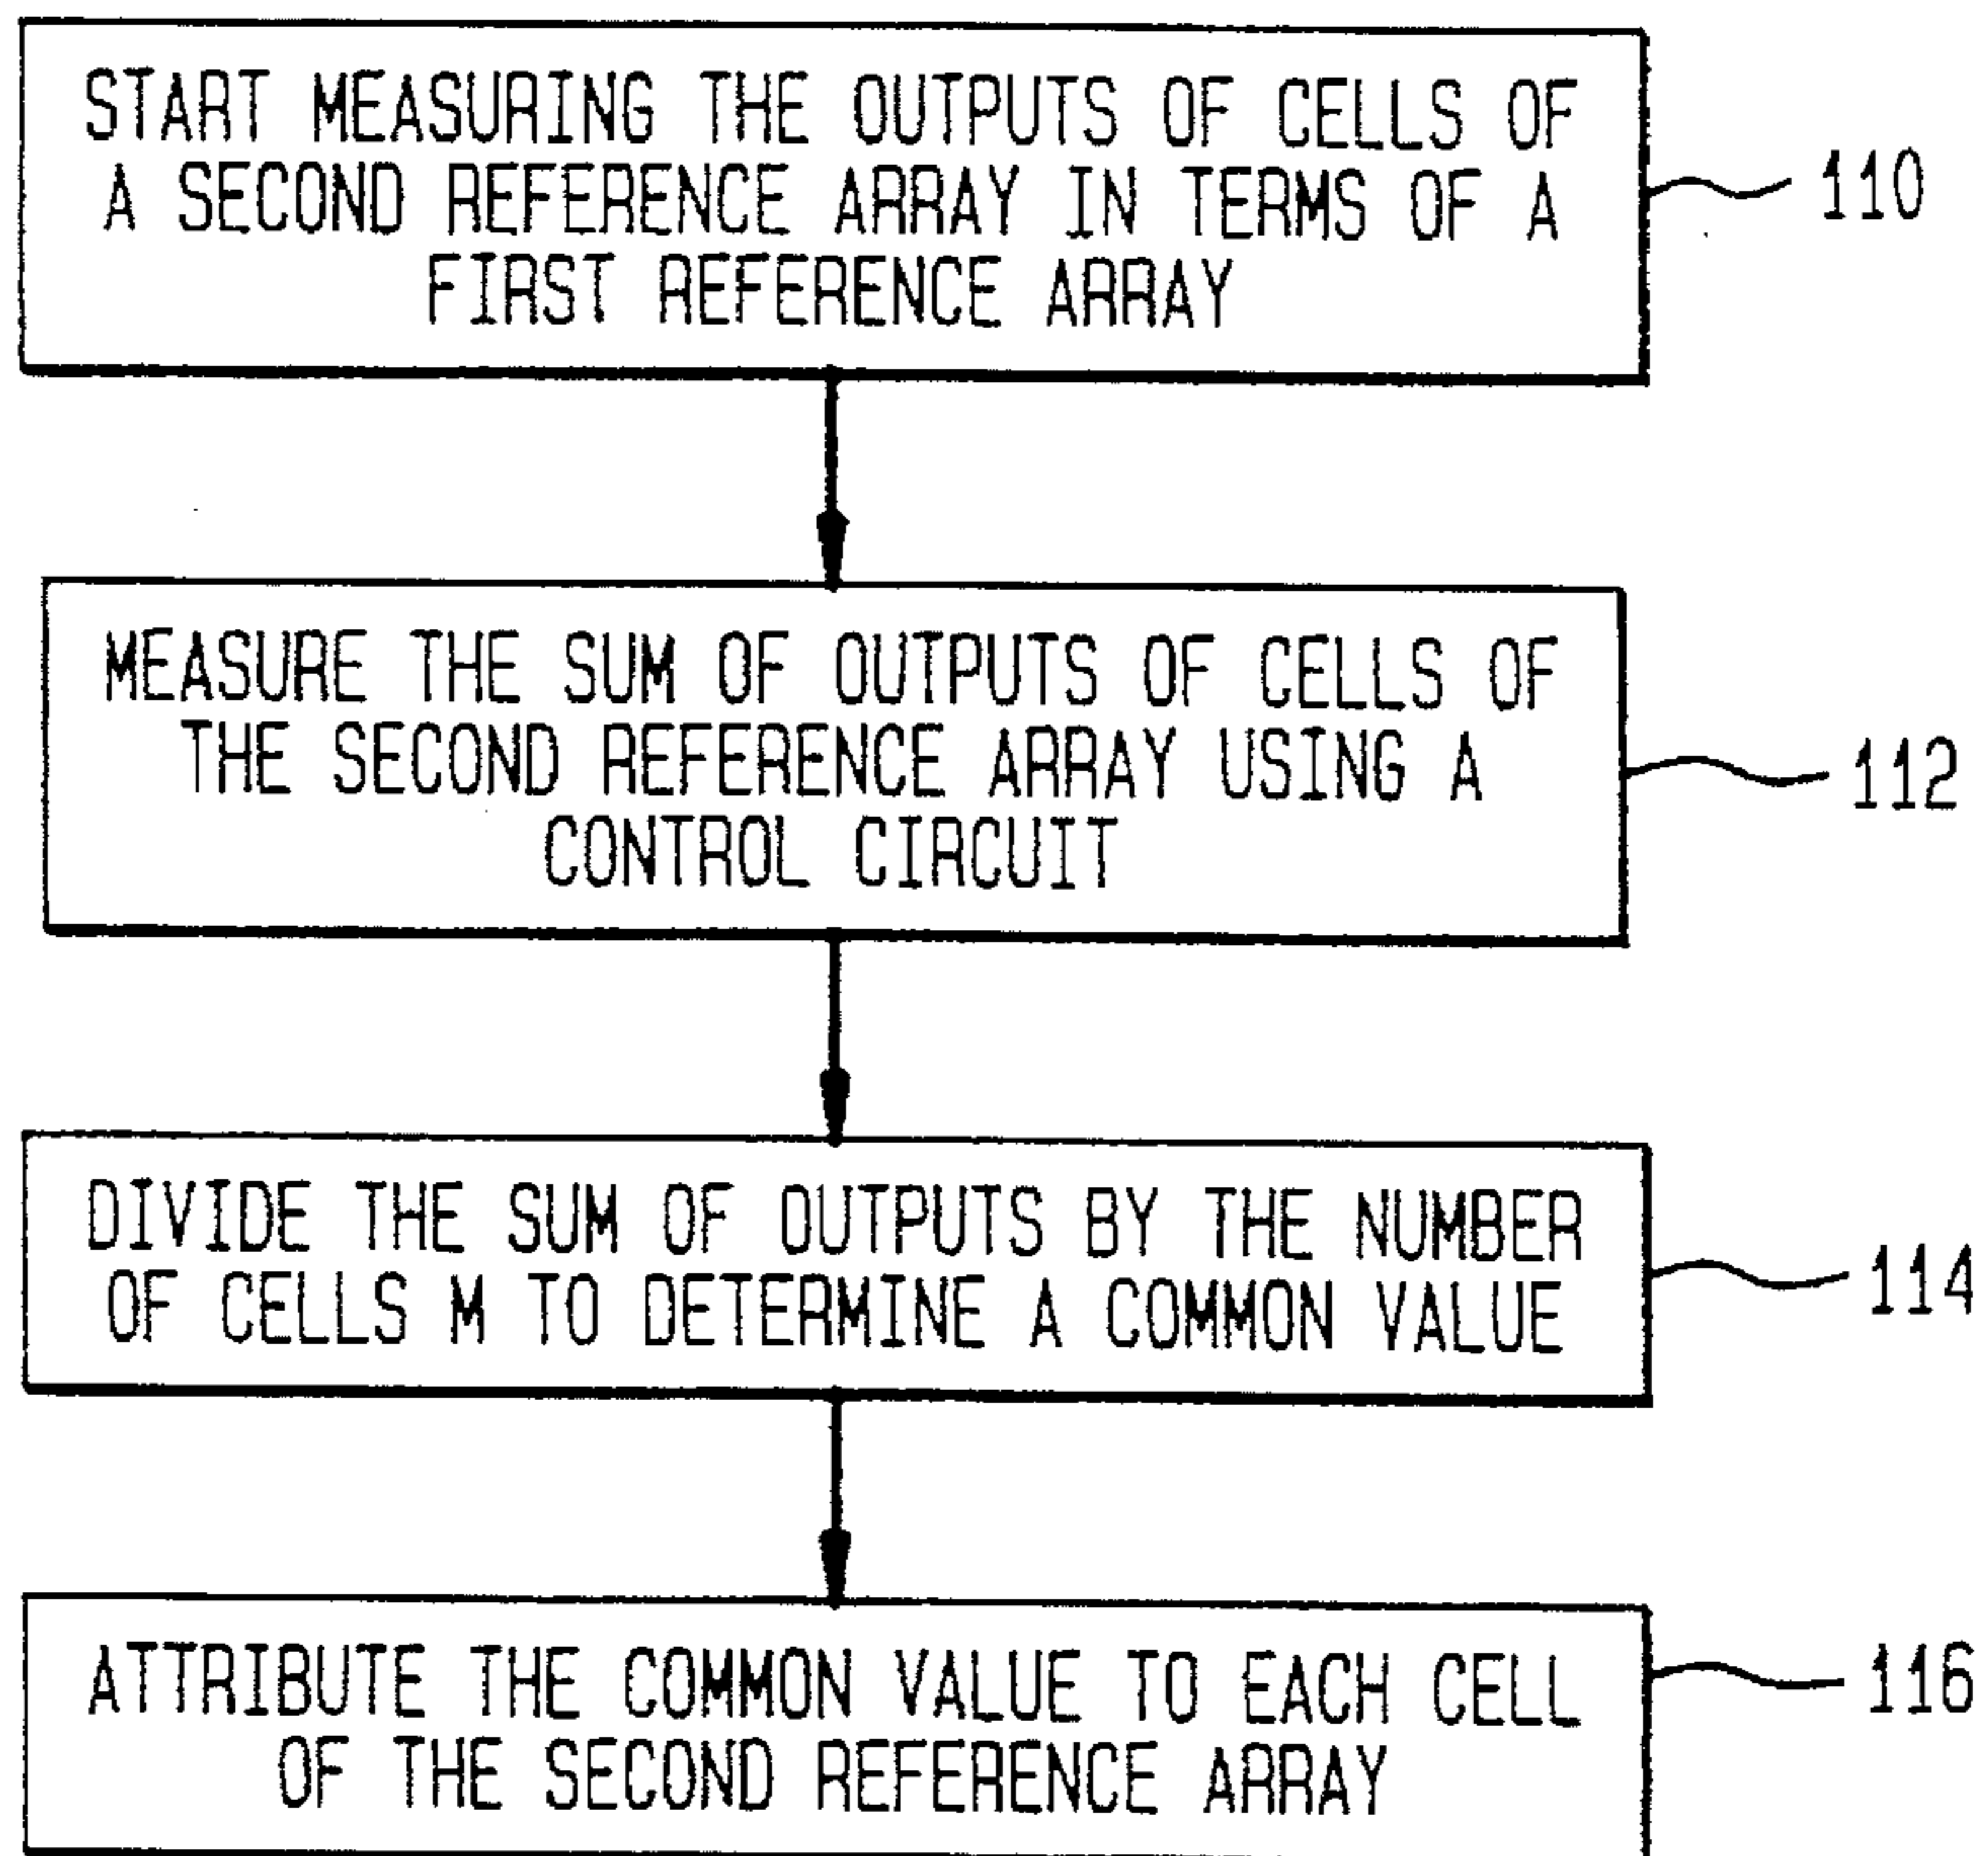 START MEASURING THE OUTPUTS OF CELLS OF
A SECOND REFERENCE ARRAY IN TERMS OF A
FIRST REFERENCE ARRAY
110
MEASURE THE SUM OF OUTPUTS OF CELLS OF
THE SECOND REFERENCE ARRAY USING A
CONTROL CIRCUIT
112
DIVIDE THE SUM OF OUTPUTS BY THE NUMBER
OF CELLS M TO DETERMINE A COMMON VALUE
114
ATTRIBUTE THE COMMON VALUE TO EACH CELL
OF THE SECOND REFERENCE ARRAY
116